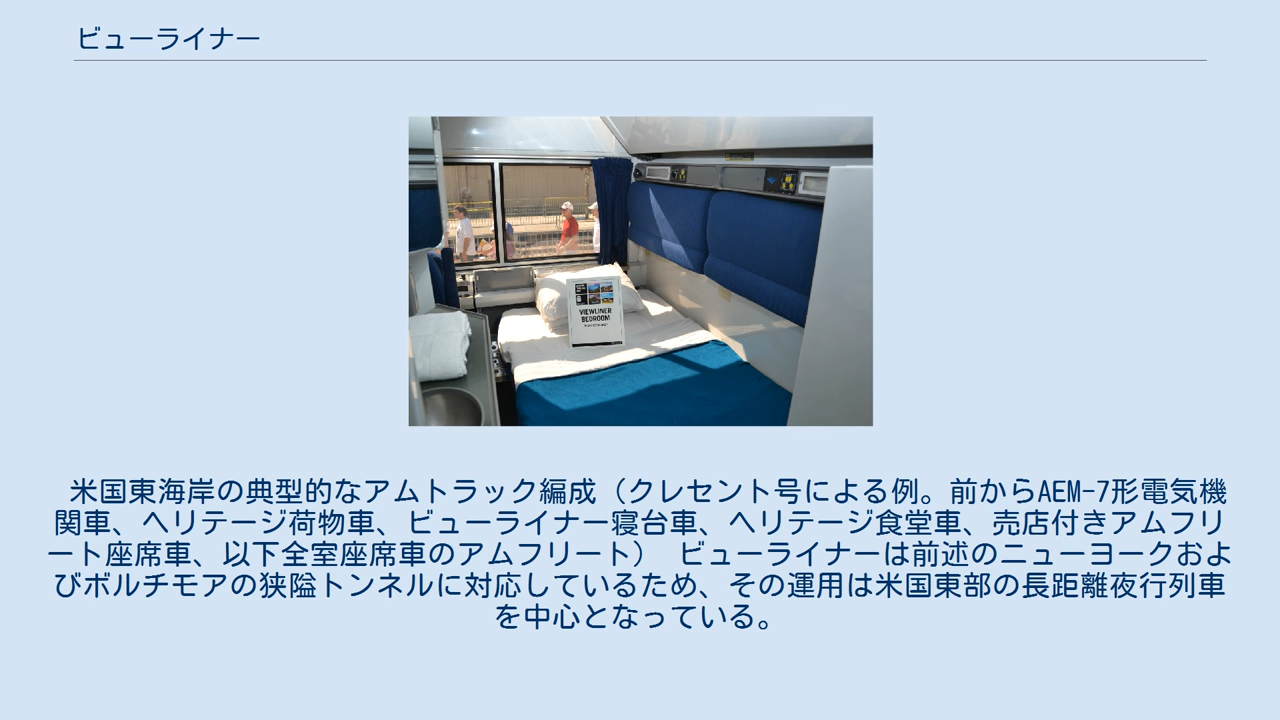 ビューライナー
VIEWLINER
BEDROOM
米国東海岸の典型的なアムトラック編成（クレセント号による例。前からAEM-7形電気機
関車、ヘリテージ荷物車、ビューライナー寝台車、ヘリテージ食堂車、売店付きアムフリ
ート座席車、以下全室座席車のアムフリート）　ビューライナーは前述のニューヨークおよ
びボルチモアの狭隘トンネルに対応しているため、その運用は米国東部の長距離夜行列車
を中心となっている。